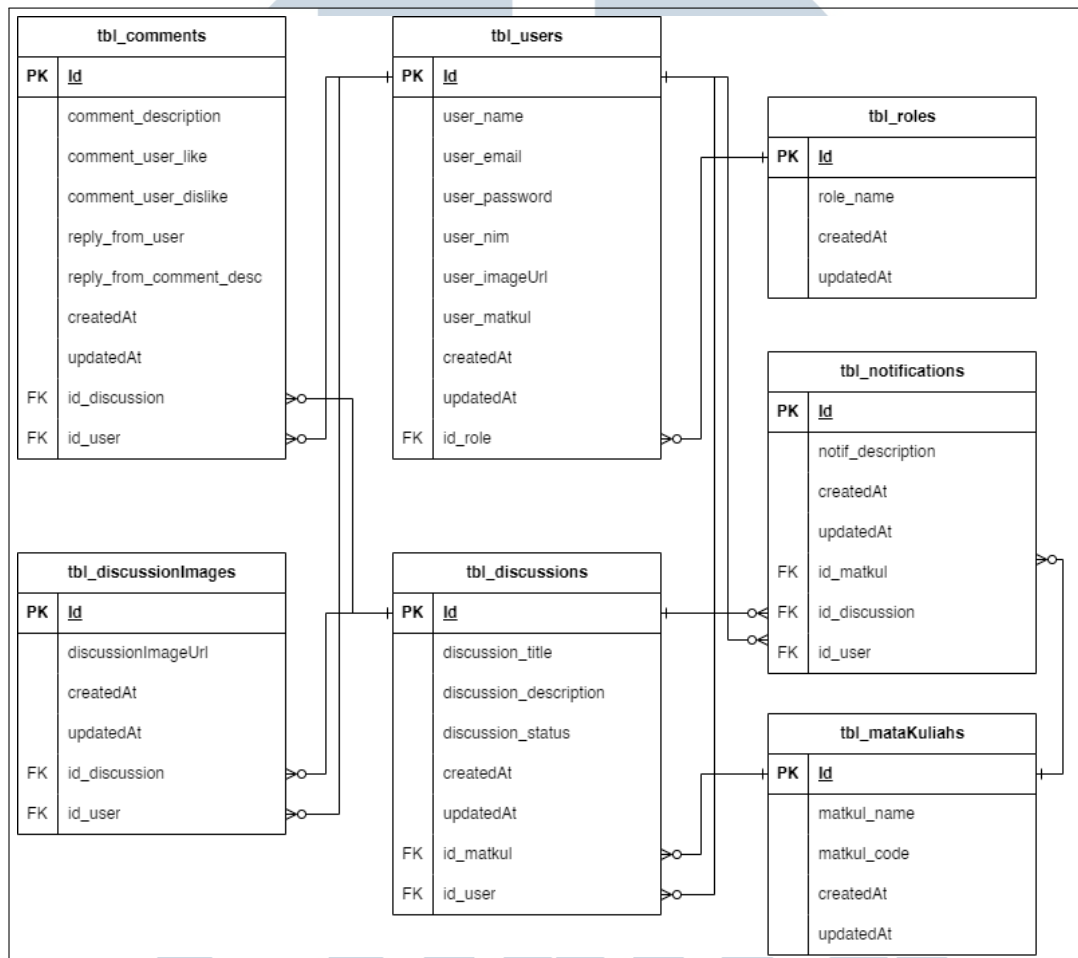 tbl_comments
PK Id
comment_description
comment_user_like
comment_user_dislike
reply_from_user
reply_from_comment_desc
createdAt
updatedAt
FK id_discussion
FK id_user
tbl_users
PK Id
user_name
user_email
user_password
user_nim
user_imageUrl
user_matkul
createdAt
updatedAt
FK id_role
tbl_roles
PK Id
role_name
createdAt
updatedAt
tbl_notifications
PK Id
notif_description
createdAt
updatedAt
FK id_matkul
FK id_discussion
FK id_user
tbl_discussionImages
PK Id
discussionImageUrl
createdAt
updatedAt
FK id_discussion
FK id_user
tbl_discussions
PK Id
discussion_title
discussion_description
discussion_status
createdAt
updatedAt
FK id_matkul
FK id_user
tbl_mataKuliahs
PK Id
matkul_name
matkul_code
createdAt
updatedAt